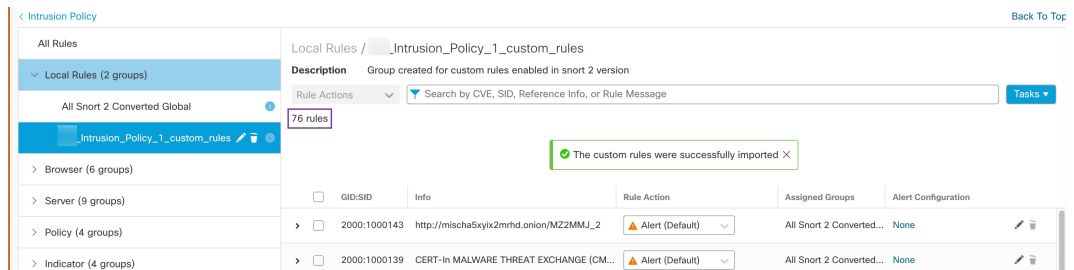 Intrusion Policy
Back To Top
All Rules
Local Rules (2 groups)
All Snort 2 Converted Global
_Intrusion_Policy_1_custom_rules
Browser (6 groups)
Server (9 groups)
Policy (4 groups)
Indicator (4 groups)
Local Rules / _Intrusion_Policy_1_custom_rules
Description Group created for custom rules enabled in snort 2 version
Rule Actions Search by CVE, SID, Reference Info, or Rule Message Tasks
76 rules
The custom rules were successfully imported
GID:SID Info Rule Action Assigned Groups Alert Configuration
2000:1000143 http://mischa5xyix2mrhd.onion/MZ2MMJ_2 Alert (Default) All Snort 2 Converted... None
2000:1000139 CERT-In MALWARE THREAT EXCHANGE (CM... Alert (Default) All Snort 2 Converted... None